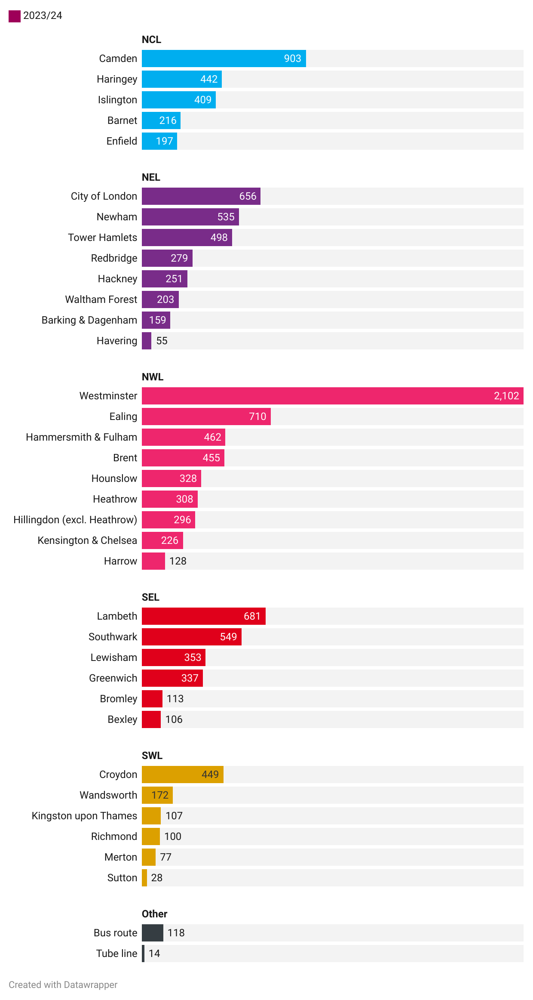 2023/24
NCL
Camden 903
Haringey 442
Islington 409
Barnet 216
Enfield 197
NEL
City of London 656
Newham 535
Tower Hamlets 498
Redbridge 279
Hackney 251
Waltham Forest 203
Barking & Dagenham 159
Havering 55
NWL
Westminster 2,102
Ealing 710
Hammersmith & Fulham 462
Brent 455
Hounslow 328
Heathrow 308
Hillingdon (excl. Heathrow) 296
Kensington & Chelsea 226
Harrow 128
SEL
Lambeth 681
Southwark 549
Lewisham 353
Greenwich 337
Bromley 113
Bexley 106
SWL
Croydon 449
Wandsworth 172
Kingston upon Thames 107
Richmond 100
Merton 77
Sutton 28
Other
Bus route 118
Tube line 14
Created with Datawrapper